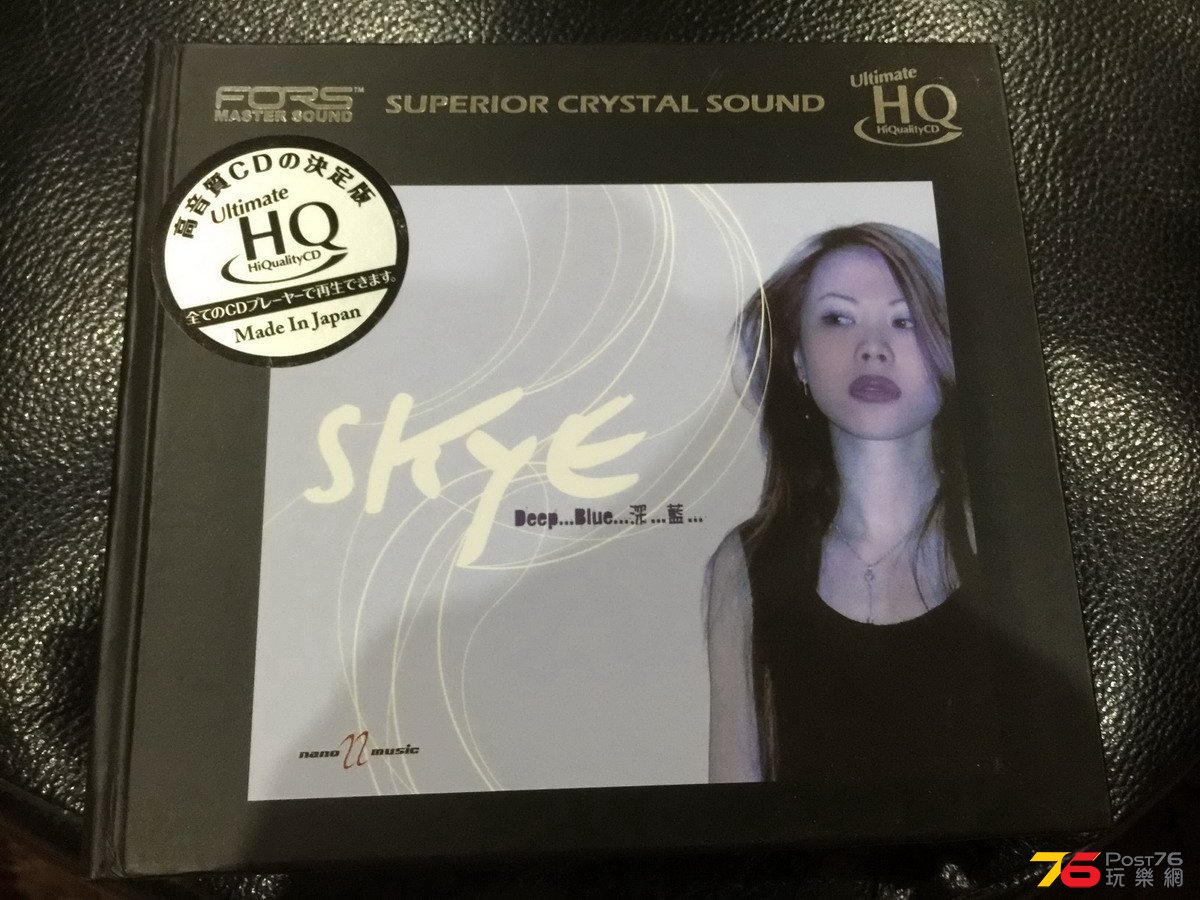 FORS™
MASTER SOUND
SUPERIOR CRYSTAL SOUND
Ultimate
HQ
HiQualityCD
高音質CDの決定版
Ultimate
HQ
HiQualityCD
全てのCDプレーヤーで再生できます。
Made In Japan
SKYE
Deep...Blue...深...藍...
nano n music
76 POST76
玩樂網